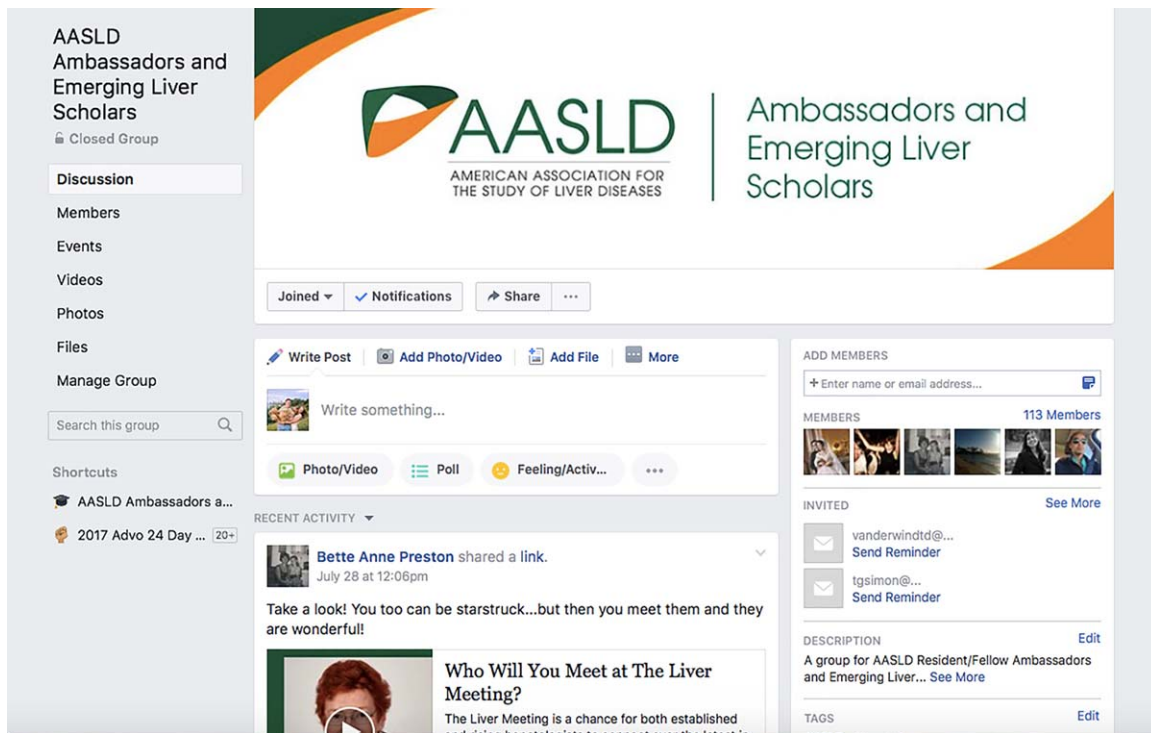 AASLD
Ambassadors and
Emerging Liver
Scholars
Closed Group
Discussion
Members
Events
Videos
Photos
Files
Manage Group
Search this group
Shortcuts
AASLD Ambassadors a...
2017 Advo 24 Day ... 20+
AASLD
AMERICAN ASSOCIATION FOR
THE STUDY OF LIVER DISEASES
Ambassadors and
Emerging Liver
Scholars
Joined Notifications Share ...
Write Post Add Photo/Video Add File More
Write something...
Photo/Video Poll Feeling/Activ... ...
RECENT ACTIVITY
Bette Anne Preston shared a link.
July 28 at 12:06pm
Take a look! You too can be starstruck...but then you meet them and they
are wonderful!
Who Will You Meet at The Liver
Meeting?
The Liver Meeting is a chance for both established
ADD MEMBERS
+ Enter name or email address...
MEMBERS 113 Members
INVITED See More
vanderwindtd@...
Send Reminder
tgsimon@...
Send Reminder
DESCRIPTION Edit
A group for AASLD Resident/Fellow Ambassadors
and Emerging Liver... See More
TAGS Edit